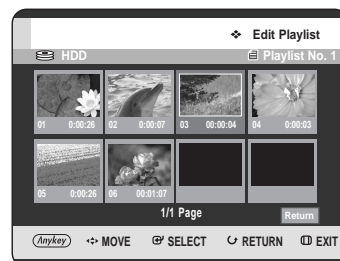 ❖ Edit Playlist
HDD Playlist No. 1
01 0:00:26 02 0:00:07 03 00:00:04 04 0:00:03
05 0:00:26 06 00:01:07
1/1 Page Return
Anykey MOVE SELECT RETURN EXIT